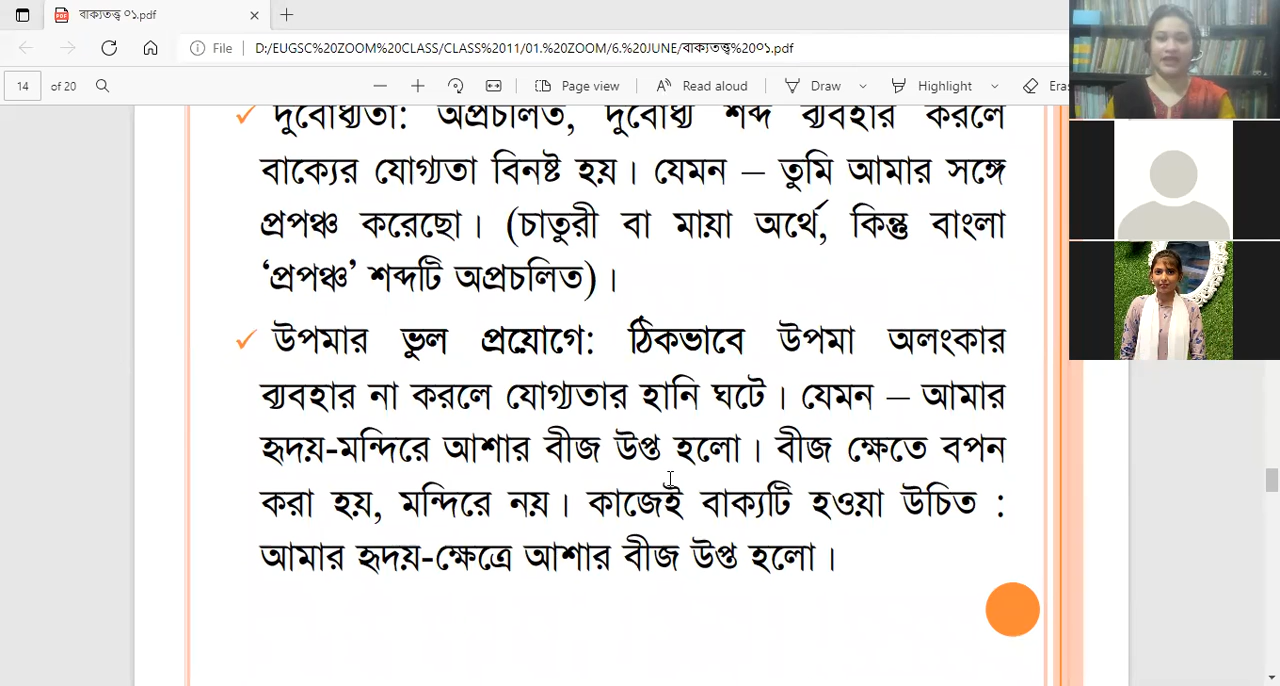 বাক্যতত্ত্ব ০১.pdf
File D:/EUGSC%20ZOOM%20CLASS/CLASS%2011/01.%20ZOOM/6.%20JUNE/বাক্যতত্ত্ব%20০১.pdf
14 of 20 Page view Read aloud Draw Highlight Eras
দুর্বোধ্যতা: অপ্রচলিত, দুর্বোধ্য শব্দ ব্যবহার করলে
বাক্যের যোগ্যতা বিনষ্ট হয়। যেমন – তুমি আমার সঙ্গে
প্রপঞ্চ করেছো। (চাতুরী বা মায়া অর্থে, কিন্তু বাংলা
‘প্রপঞ্চ’ শব্দটি অপ্রচলিত)।
উপমার ভুল প্রয়োগে: ঠিকভাবে উপমা অলংকার
ব্যবহার না করলে যোগ্যতার হানি ঘটে। যেমন – আমার
হৃদয়-মন্দিরে আশার বীজ উপ্ত হলো। বীজ ক্ষেতে বপন
করা হয়, মন্দিরে নয়। কাজেই বাক্যটি হওয়া উচিত :
আমার হৃদয়-ক্ষেত্রে আশার বীজ উপ্ত হলো।